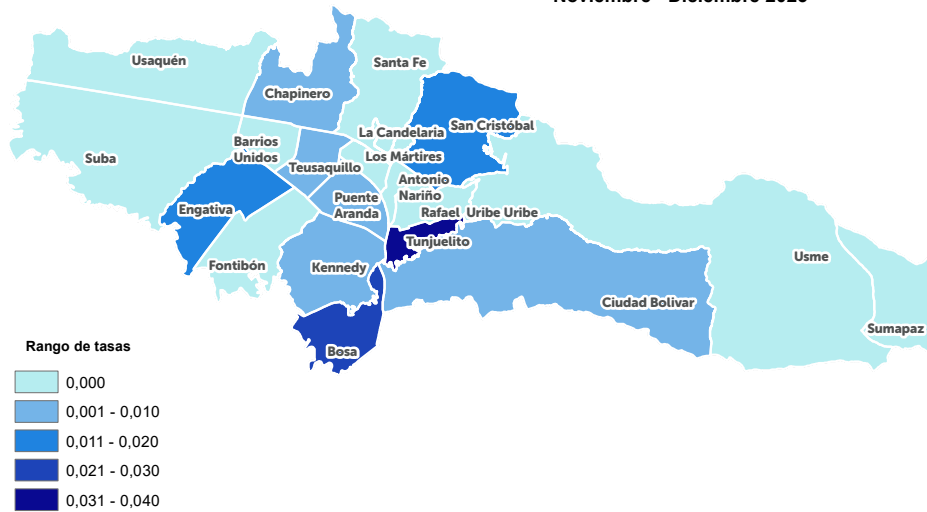 Usaquén
Santa Fe
Chapinero
La Candelaria
San Cristóbal
Barrios
Unidos
Los Mártires
Suba
Teusaquillo
Antonio
Nariño
Puente
Aranda
Engativa
Rafael Uribe Uribe
Tunjuelito
Usme
Fontibón
Kennedy
Ciudad Bolivar
Sumapaz
Bosa
Rango de tasas
0,000
0,001 - 0,010
0,011 - 0,020
0,021 - 0,030
0,031 - 0,040